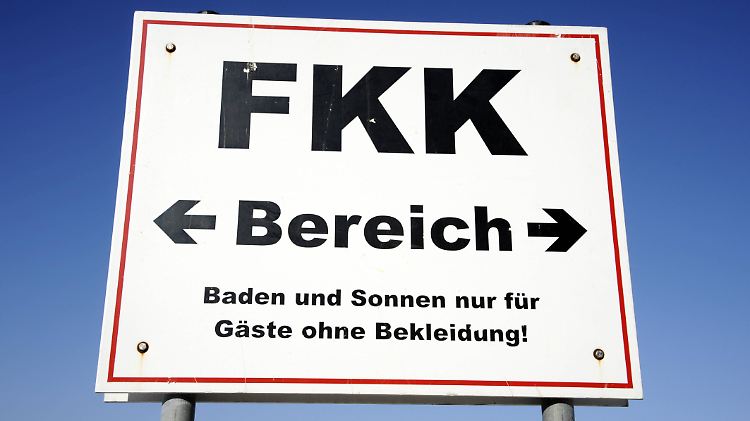 FKK
← Bereich →
Baden und Sonnen nur für
Gäste ohne Bekleidung!